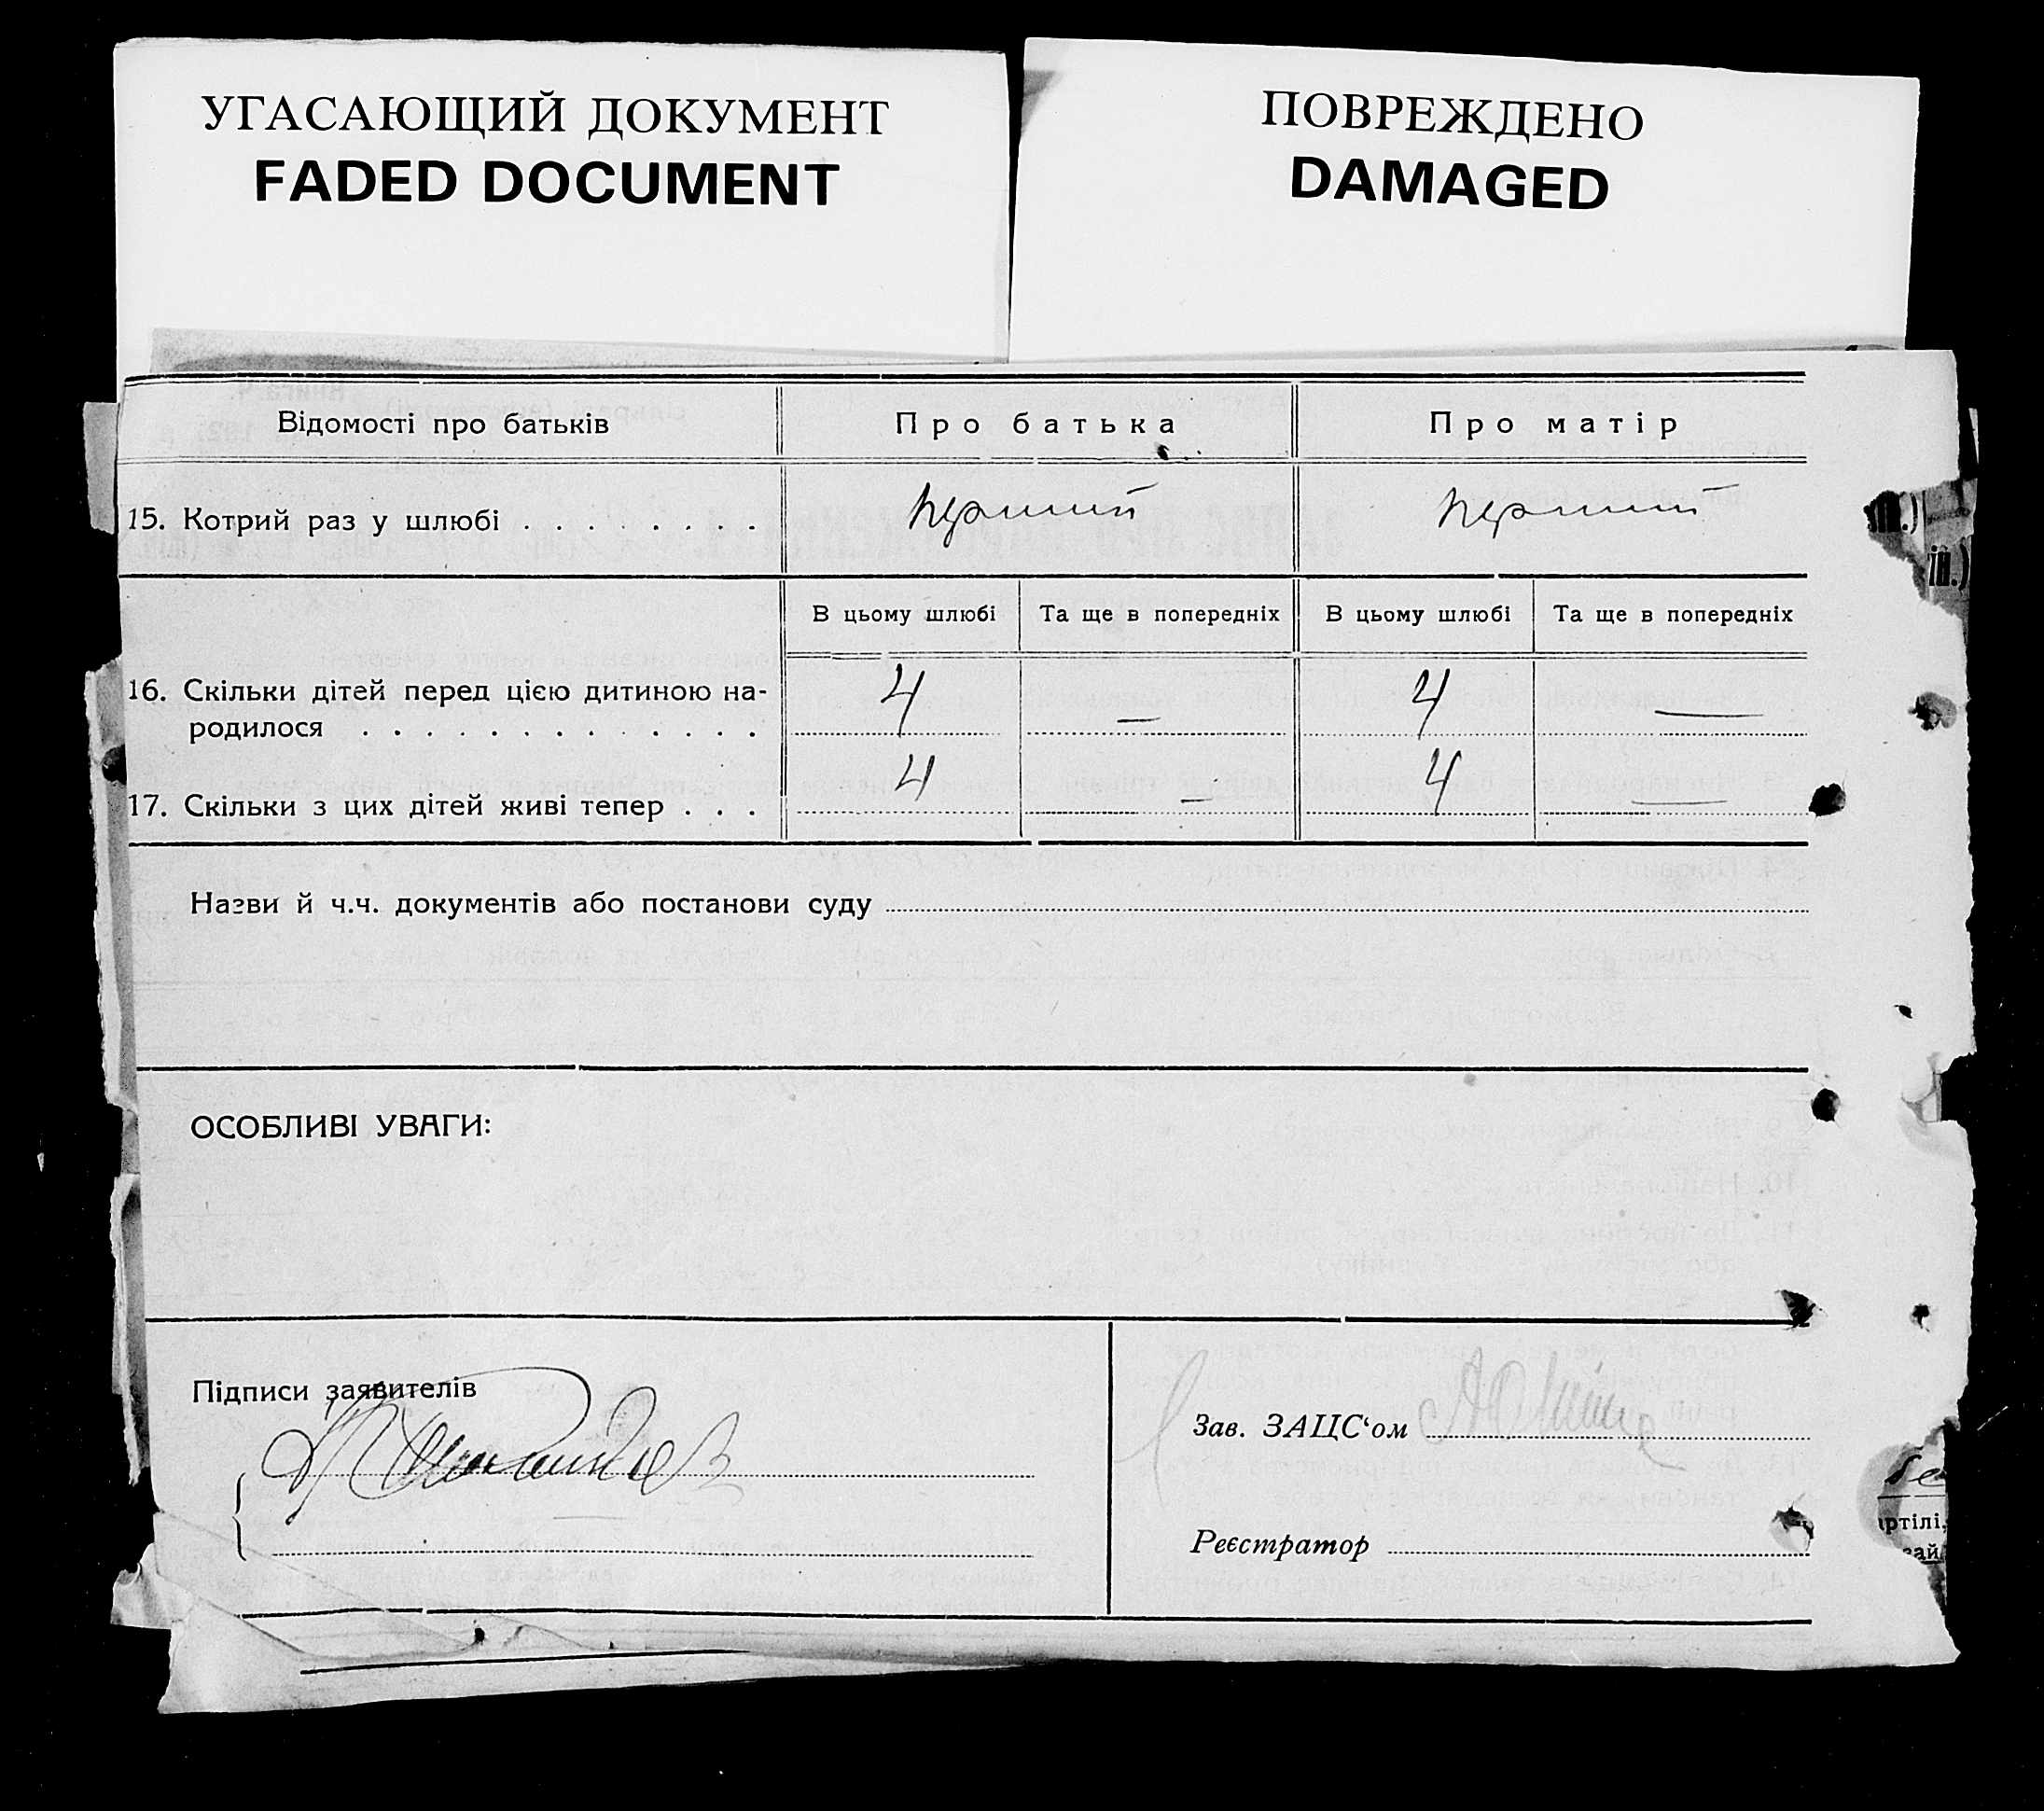 УГАСАЮЩИЙ ДОКУМЕНТ
FADED DOCUMENT
ПОВРЕЖДЕНО
DAMAGED
Відомості про батьків Про батька Про матір
15. Котрий раз у шлюбі . . . . . . . . перший перший
В цьому шлюбі Та ще в попередніх В цьому шлюбі Та ще в попередніх
16. Скільки дітей перед цією дитиною на-
родилося . . . . . . . . . . . . . 4 — 4 —
17. Скільки з цих дітей живі тепер . . . 4 — 4 —
Назви й ч.ч. документів або постанови суду
ОСОБЛИВІ УВАГИ:
Підписи заявителів
Зав. ЗАЦС‘ом
Реєстратор